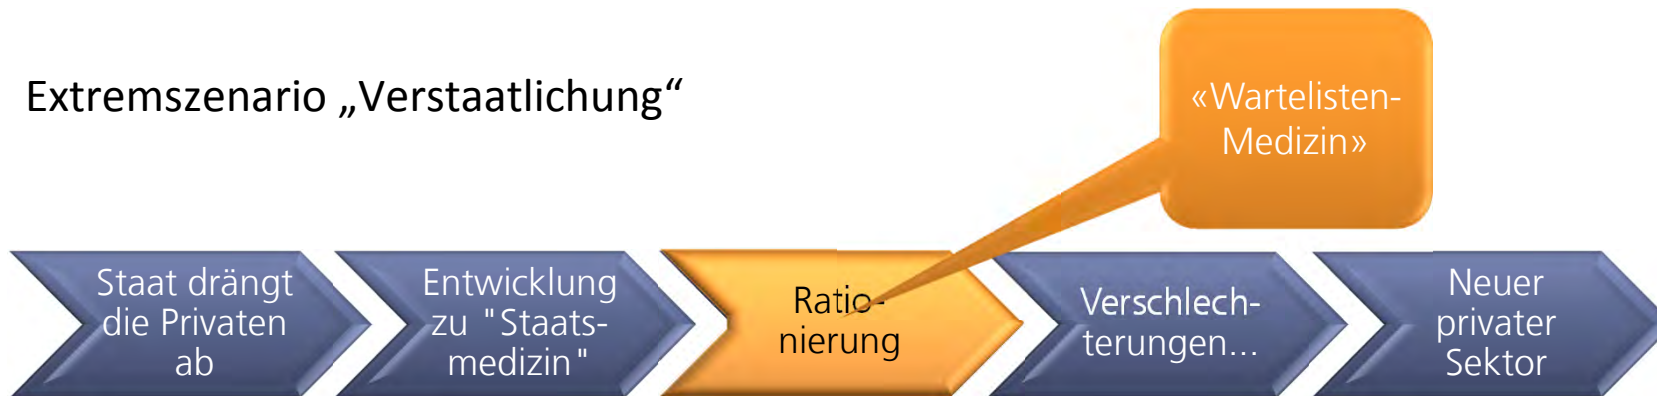 Extremszenario „Verstaatlichung“
«Wartelisten-
Medizin»
Staat drängt
die Privaten
ab
Entwicklung
zu "Staats-
medizin"
Ratio-
nierung
Verschlech-
terungen...
Neuer
privater
Sektor